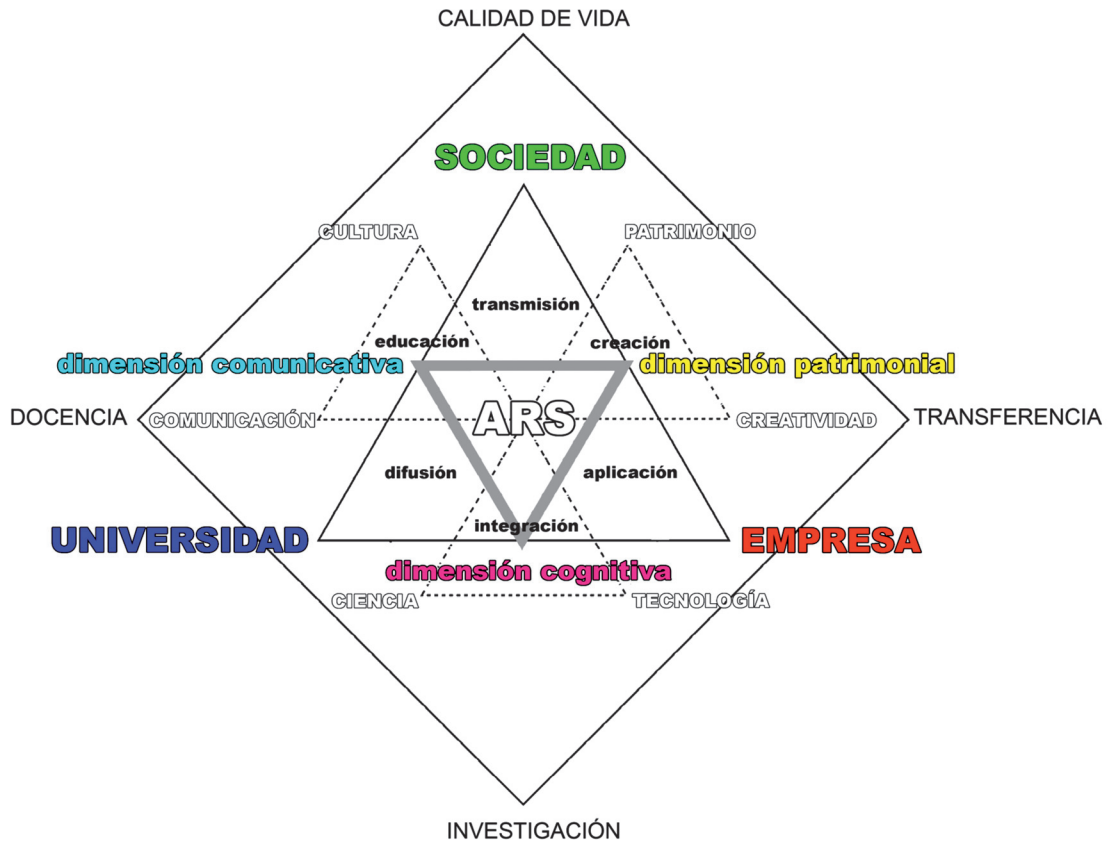 CALIDAD DE VIDA
SOCIEDAD
CULTURA
PATRIMONIO
transmisión
educación
creación
dimensión comunicativa
dimensión patrimonial
DOCENCIA
COMUNICACIÓN
ARS
CREATIVIDAD
TRANSFERENCIA
difusión
aplicación
integración
UNIVERSIDAD
EMPRESA
dimensión cognitiva
CIENCIA
TECNOLOGÍA
INVESTIGACIÓN